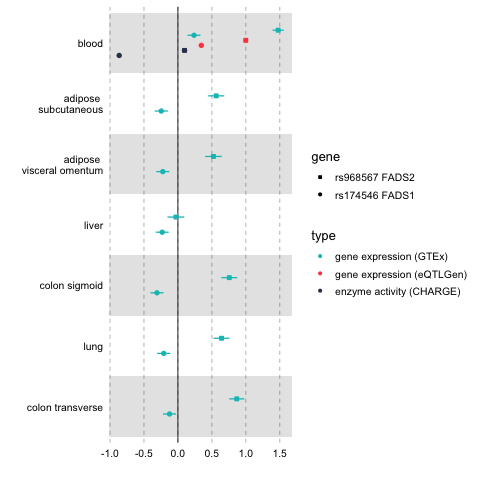 blood
adipose
subcutaneous
adipose
visceral omentum
liver
colon sigmoid
lung
colon transverse
-1.0 -0.5 0.0 0.5 1.0 1.5
gene
rs968567 FADS2
rs174546 FADS1
type
gene expression (GTEx)
gene expression (eQTLGen)
enzyme activity (CHARGE)